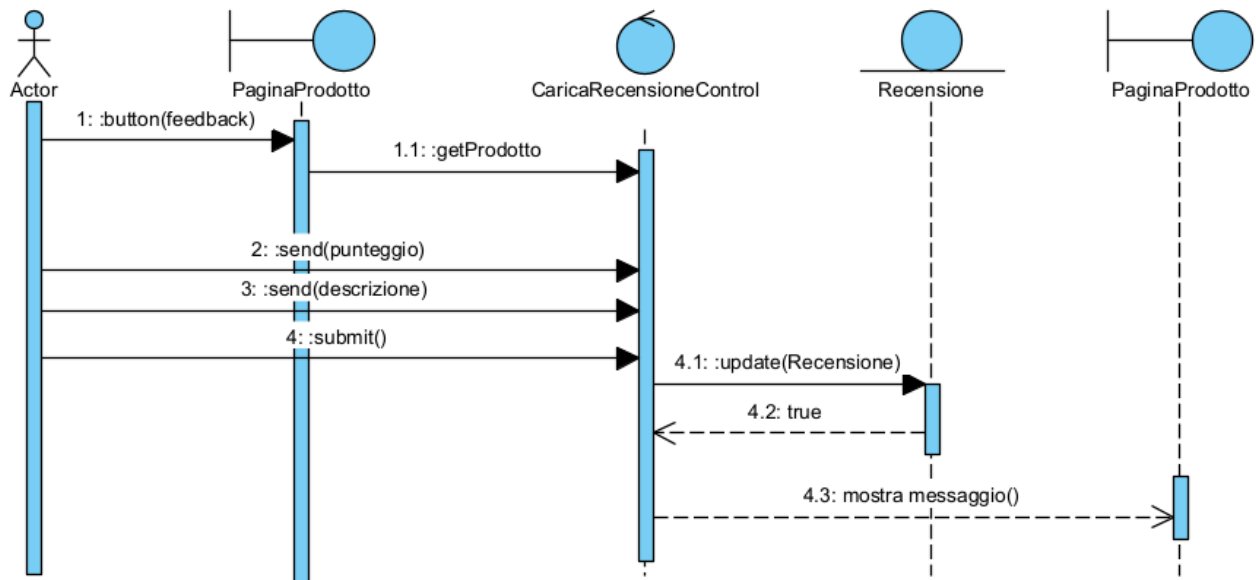 Actor
PaginaProdotto
CaricaRecensioneControl
Recensione
PaginaProdotto
1: :button(feedback)
1.1: :getProdotto
2: :send(punteggio)
3: :send(descrizione)
4: :submit()
4.1: :update(Recensione)
4.2: true
4.3: mostra messaggio()